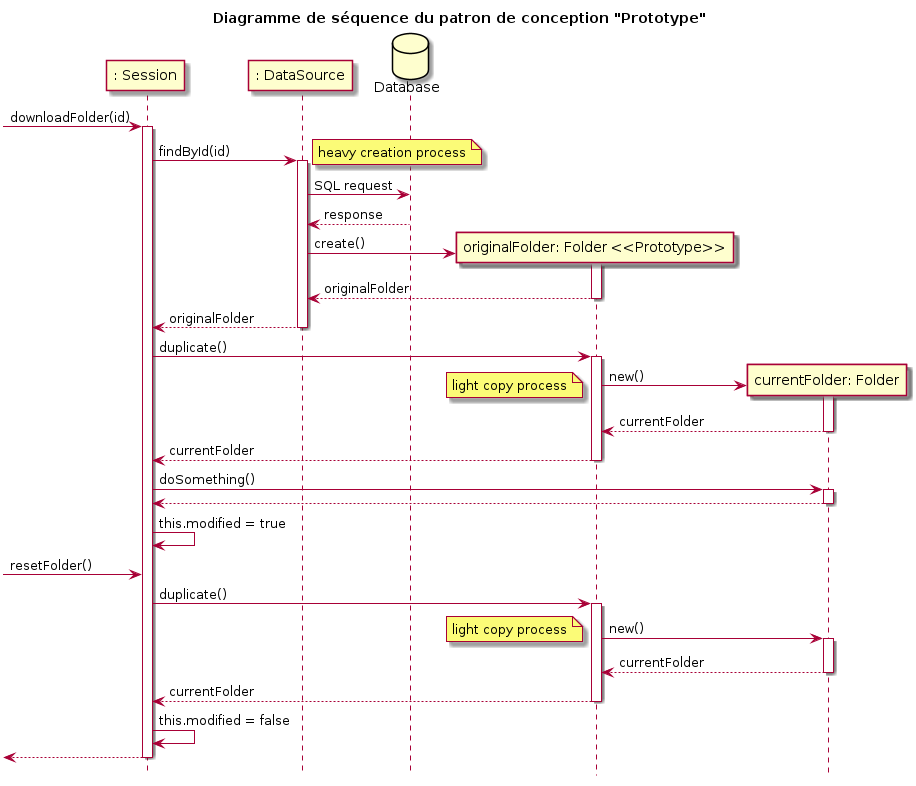 Diagramme de séquence du patron de conception "Prototype"
: Session
: DataSource
Database
downloadFolder(id)
findById(id)
heavy creation process
SQL request
response
create()
originalFolder: Folder <<Prototype>>
originalFolder
originalFolder
duplicate()
light copy process
new()
currentFolder: Folder
currentFolder
currentFolder
doSomething()
this.modified = true
resetFolder()
duplicate()
light copy process
new()
currentFolder
currentFolder
this.modified = false